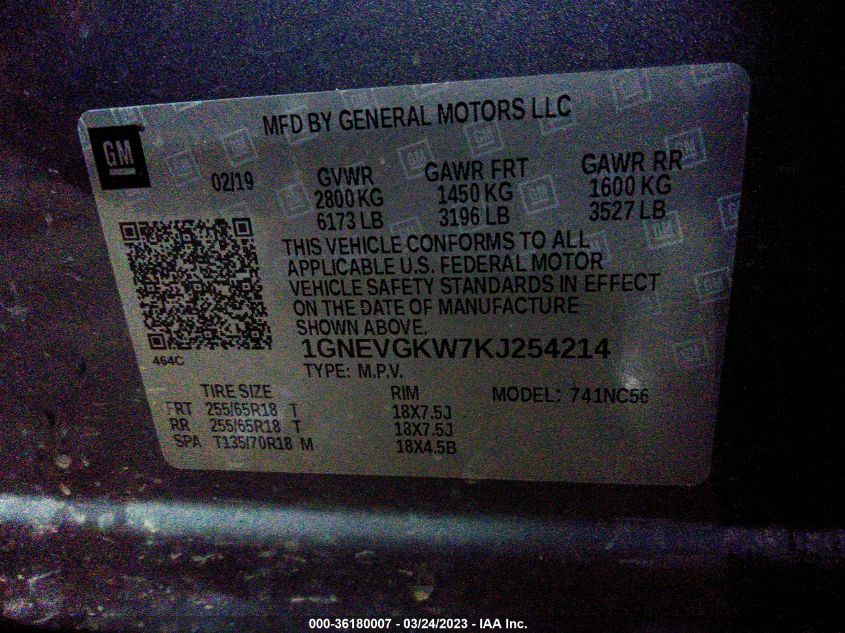 MFD BY GENERAL MOTORS LLC
GM
02/19
GVWR GAWR FRT GAWR RR
2800 KG 1450 KG 1600 KG
6173 LB 3196 LB 3527 LB
THIS VEHICLE CONFORMS TO ALL
APPLICABLE U.S. FEDERAL MOTOR
VEHICLE SAFETY STANDARDS IN EFFECT
ON THE DATE OF MANUFACTURE
SHOWN ABOVE.
464C
1GNEVGKW7KJ254214
TYPE: M.P.V.
TIRE SIZE RIM MODEL: 741NC56
FRT 255/65R18 T 18X7.5J
RR 255/65R18 T 18X7.5J
SPA T135/70R18 M 18X4.5B
000-36180007 - 03/24/2023 - IAA Inc.